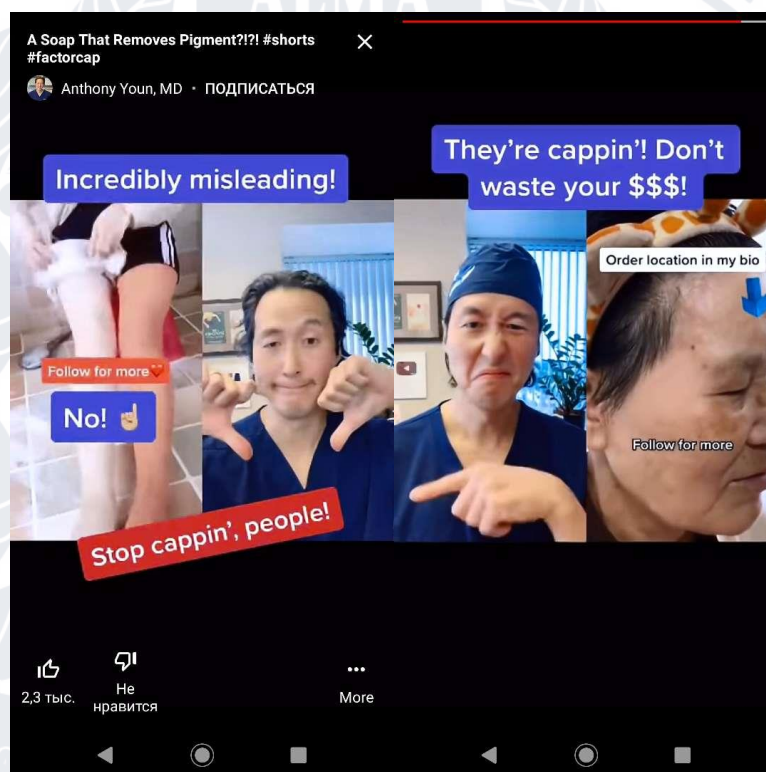 A Soap That Removes Pigment?!?! #shorts
#factorcap
Anthony Youn, MD • ПОДПИСАТЬСЯ
Incredibly misleading!
Follow for more❤
No! ☝🏼
Stop cappin', people!
2,3 тыс.
Не
нравится
More
They're cappin'! Don't
waste your $$$!
Order location in my bio
Follow for more